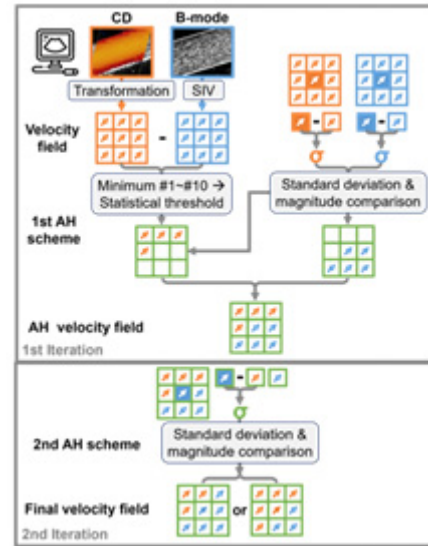 CD B-mode
Transformation SIV
Velocity
field
-
Minimum #1~#10 →
Statistical threshold
- -
σ σ
Standard deviation &
magnitude comparison
1st AH
scheme
AH velocity field
1st Iteration
-
σ
2nd AH scheme
Standard deviation &
magnitude comparison
Final velocity field
or
2nd Iteration